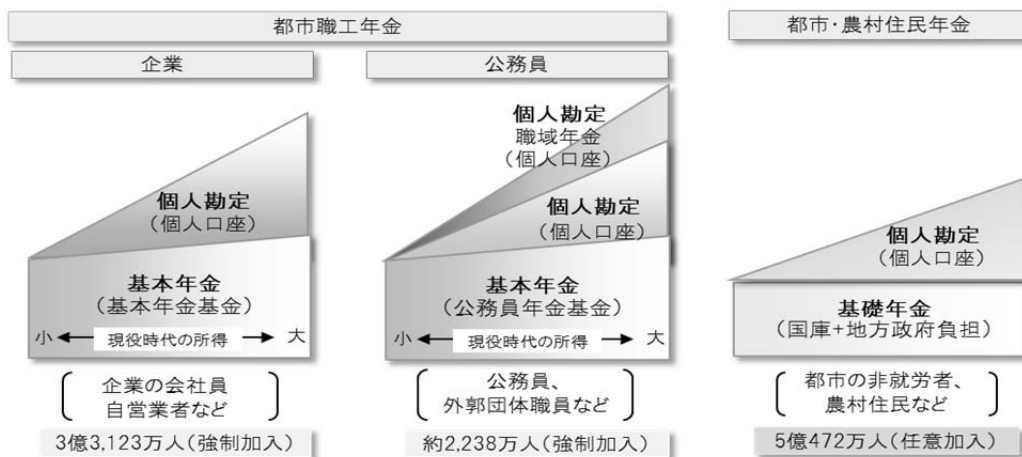 都市職工年金
企業
個人勘定
(個人口座)
基本年金
(基本年金基金)
小 現役時代の所得 大
企業の会社員
自営業者など
3億3,123万人(強制加入)
公務員
個人勘定
職域年金
(個人口座)
個人勘定
(個人口座)
基本年金
(公務員年金基金)
小 現役時代の所得 大
公務員、
外郭団体職員など
約2,238万人(強制加入)
都市・農村住民年金
個人勘定
(個人口座)
基礎年金
(国庫+地方政府負担)
都市の非就労者、
農村住民など
5億472万人(任意加入)